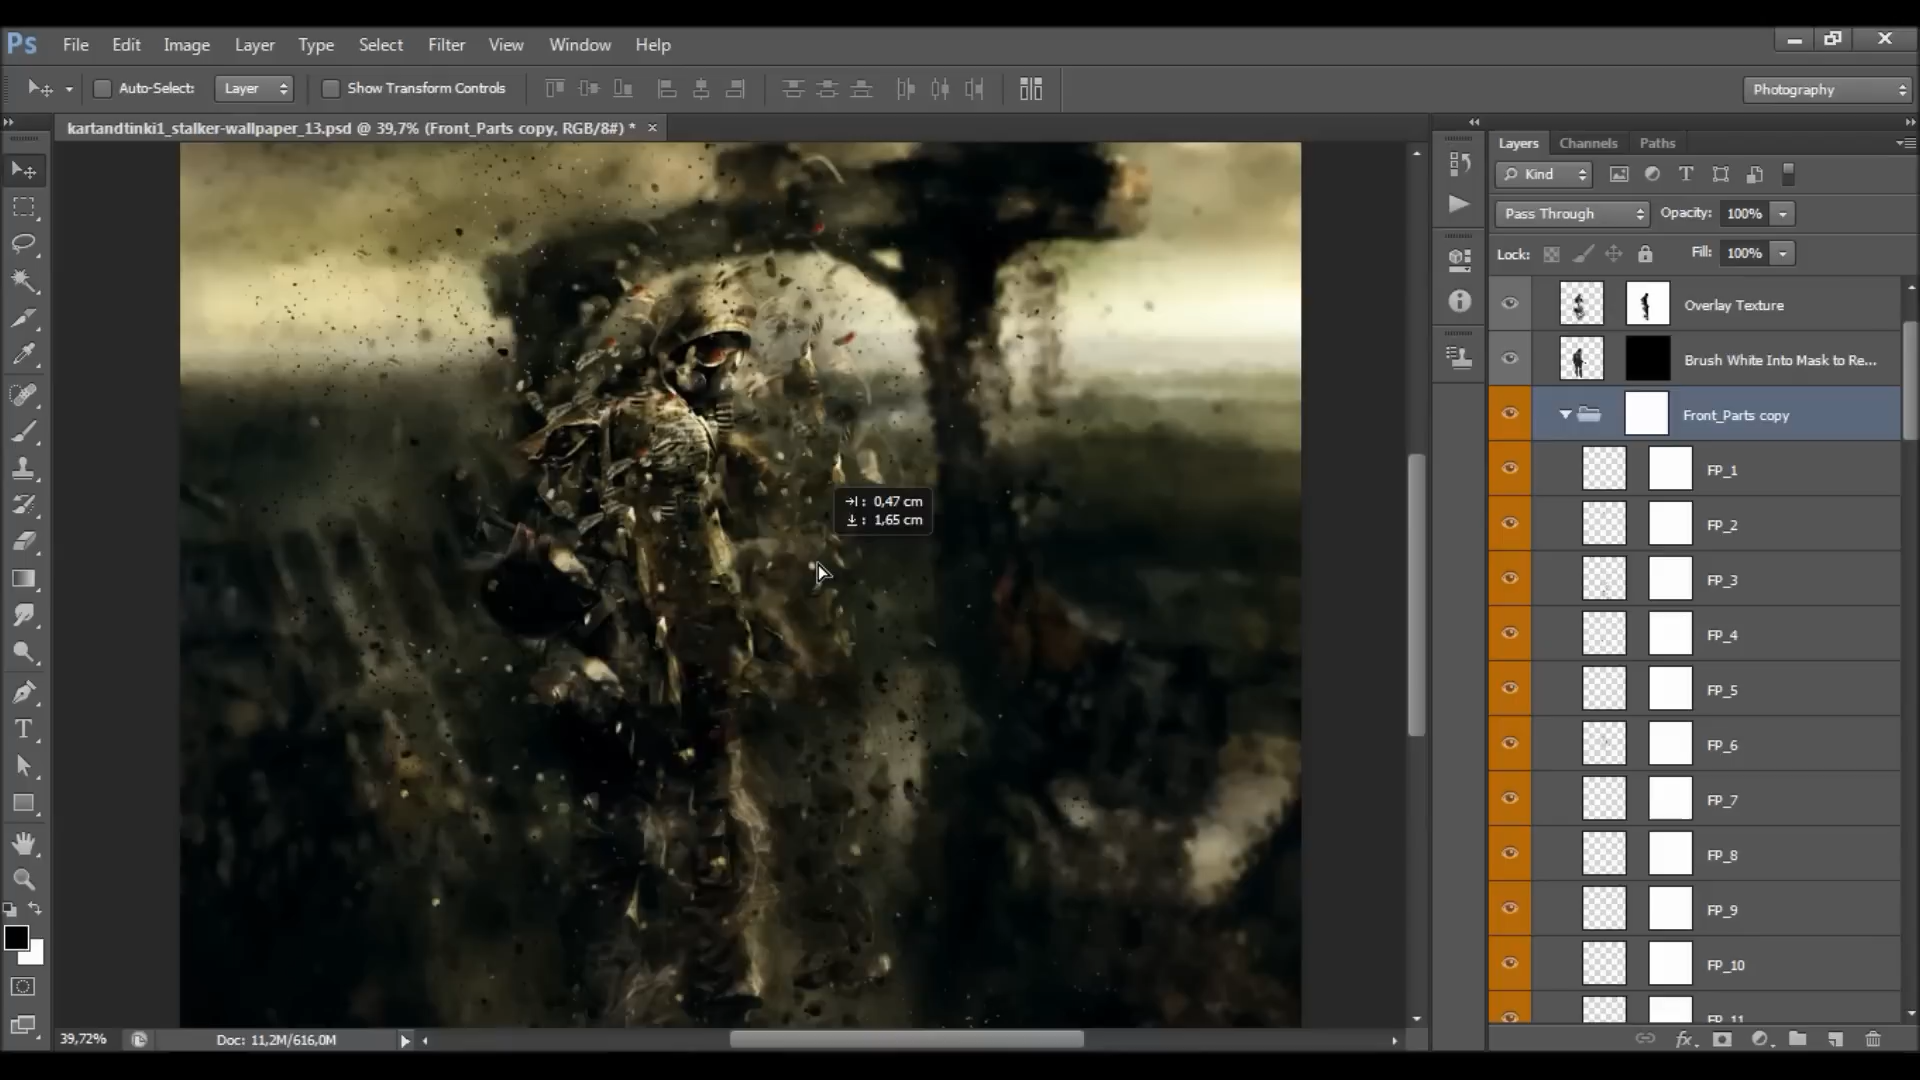 Ps File Edit Image Layer Type Select Filter View Window Help
Auto-Select: Layer Show Transform Controls Photography
kartandtinki1_stalker-wallpaper_13.psd @ 39,7% (Front_Parts copy, RGB/8#) * ×
Layers Channels Paths
Kind
Pass Through Opacity: 100%
Lock: Fill: 100%
Overlay Texture
Brush White Into Mask to Re...
Front_Parts copy
FP_1
FP_2
FP_3
FP_4
FP_5
FP_6
FP_7
FP_8
FP_9
FP_10
FP_11
: 0,47 cm
: 1,65 cm
39,72% Doc: 11,2M/616,0M